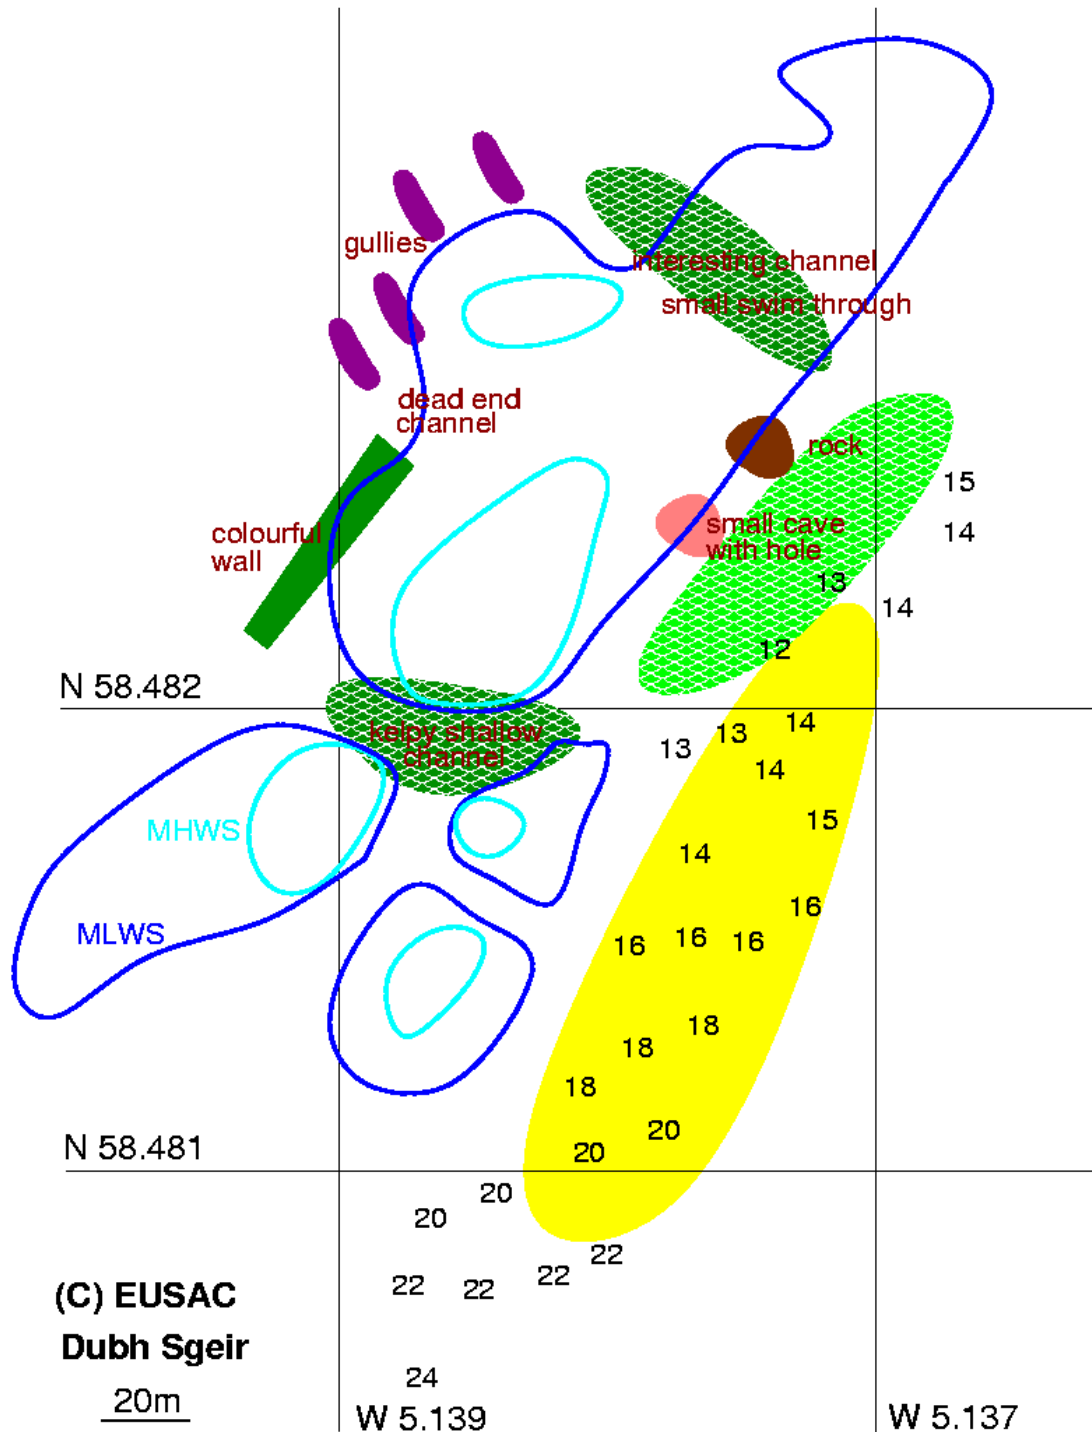 gullies
interesting channel
small swim through
dead end
channel
rock
15
small cave
with hole
14
colourful
wall
13
14
12
N 58.482
14
13
13
kelpy shallow
channel
14
15
MHWS
14
16
MLWS
16
16
16
18
18
18
20
N 58.481
20
20
20
22
22
22
22
(C) EUSAC
Dubh Sgeir
24
20m
W 5.139
W 5.137